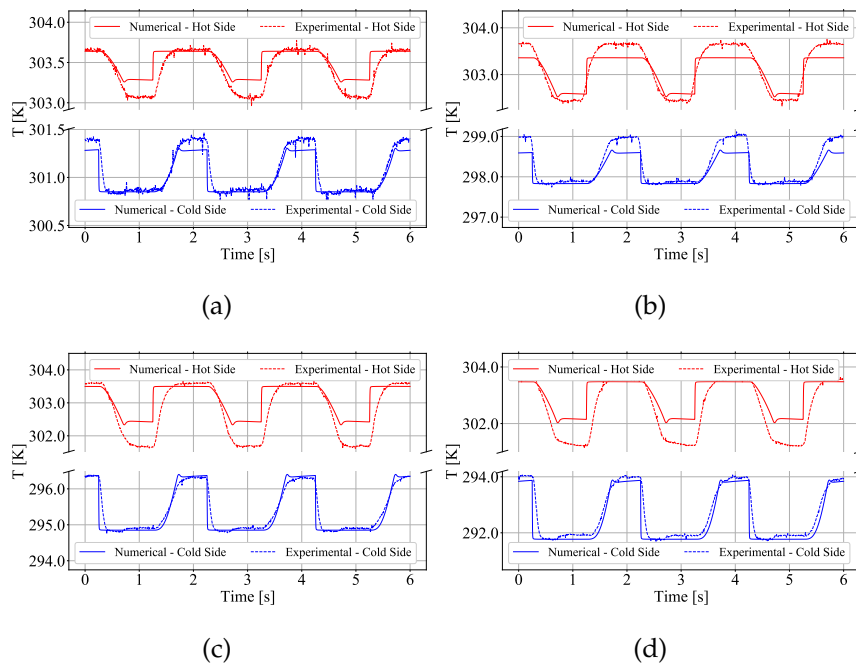 Numerical - Hot Side Experimental - Hot Side
304.0
303.5
303.0
T [K]
301.5
301.0
300.5
Numerical - Cold Side Experimental - Cold Side
0 1 2 3 4 5 6
Time [s]
(a)
Numerical - Hot Side Experimental - Hot Side
304.0
303.0
T [K]
299.0
298.0
297.0
Numerical - Cold Side Experimental - Cold Side
0 1 2 3 4 5 6
Time [s]
(b)
Numerical - Hot Side Experimental - Hot Side
304.0
303.0
302.0
T [K]
296.0
295.0
294.0
Numerical - Cold Side Experimental - Cold Side
0 1 2 3 4 5 6
Time [s]
(c)
Numerical - Hot Side Experimental - Hot Side
304.0
302.0
T [K]
294.0
292.0
Numerical - Cold Side Experimental - Cold Side
0 1 2 3 4 5 6
Time [s]
(d)